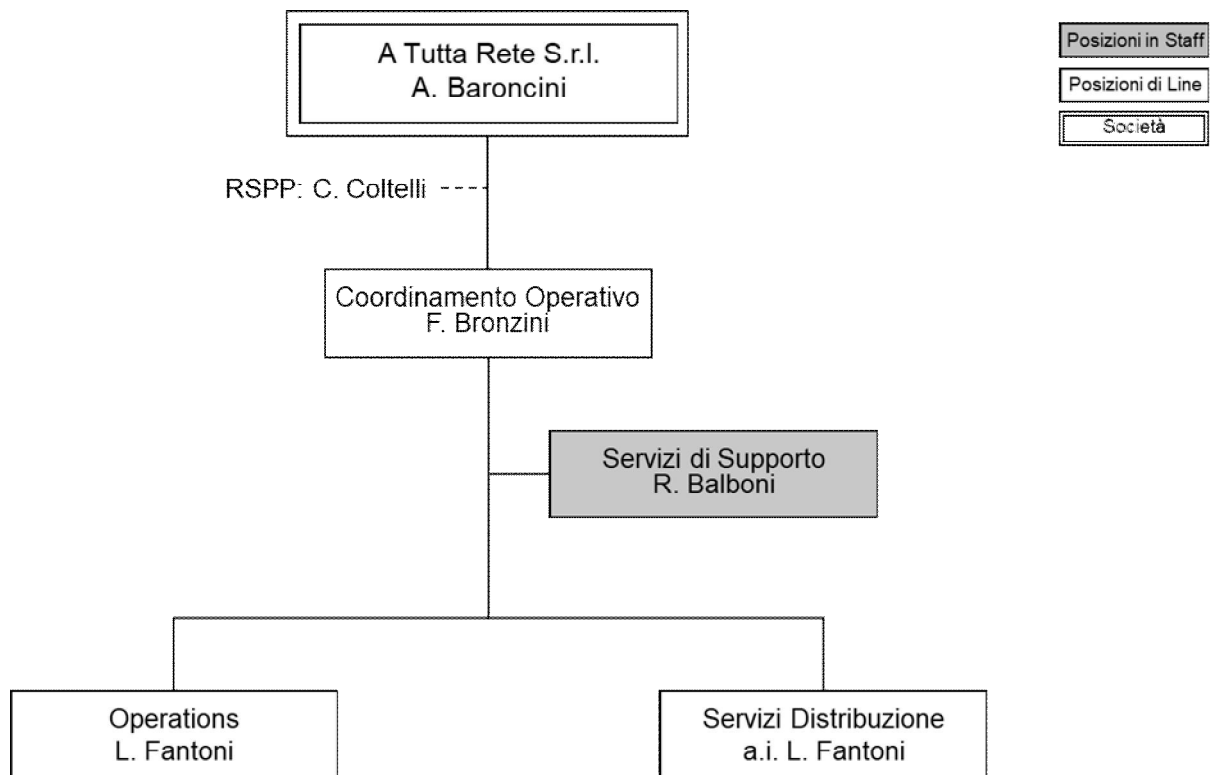 A Tutta Rete S.r.l.
A. Baroncini
Posizioni in Staff
Posizioni di Line
Società
RSPP: C. Coltelli
Coordinamento Operativo
F. Bronzini
Servizi di Supporto
R. Balboni
Operations
L. Fantoni
Servizi Distribuzione
a.i. L. Fantoni